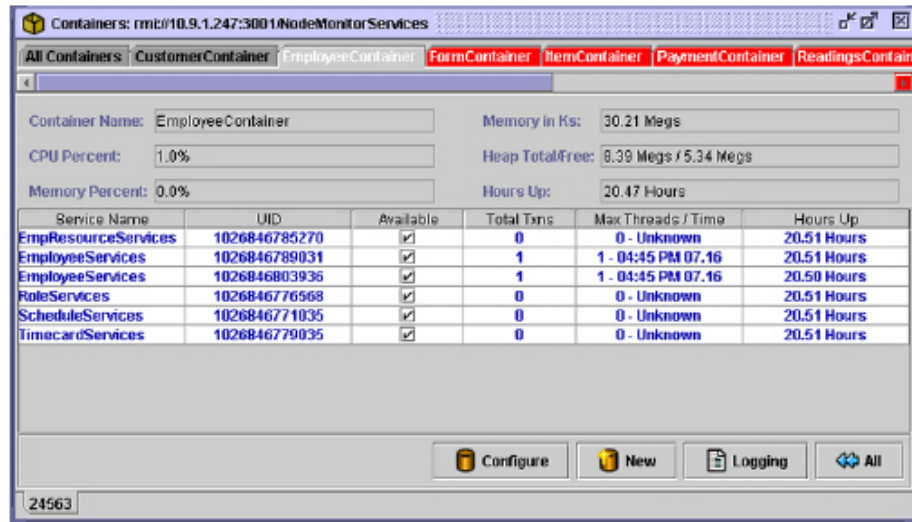 Containers: rmi://10.9.1.247:3001/NodeMonitorServices
All Containers CustomerContainer EmployeeContainer FormContainer ItemContainer PaymentContainer ReadingsContain
Container Name: EmployeeContainer Memory in Ks: 30.21 Megs
CPU Percent: 1.0% Heap Total/Free: 8.39 Megs / 5.34 Megs
Memory Percent: 0.0% Hours Up: 20.47 Hours
Service Name UID Available Total Txns Max Threads / Time Hours Up
EmpResourceServices 1026846785270 0 0 - Unknown 20.51 Hours
EmployeeServices 1026846789031 1 1 - 04:45 PM 07.16 20.51 Hours
EmployeeServices 1026846803936 1 1 - 04:45 PM 07.16 20.50 Hours
RoleServices 1026846776568 0 0 - Unknown 20.51 Hours
ScheduleServices 1026846771035 0 0 - Unknown 20.51 Hours
TimecardServices 1026846779035 0 0 - Unknown 20.51 Hours
Configure New Logging All
24563